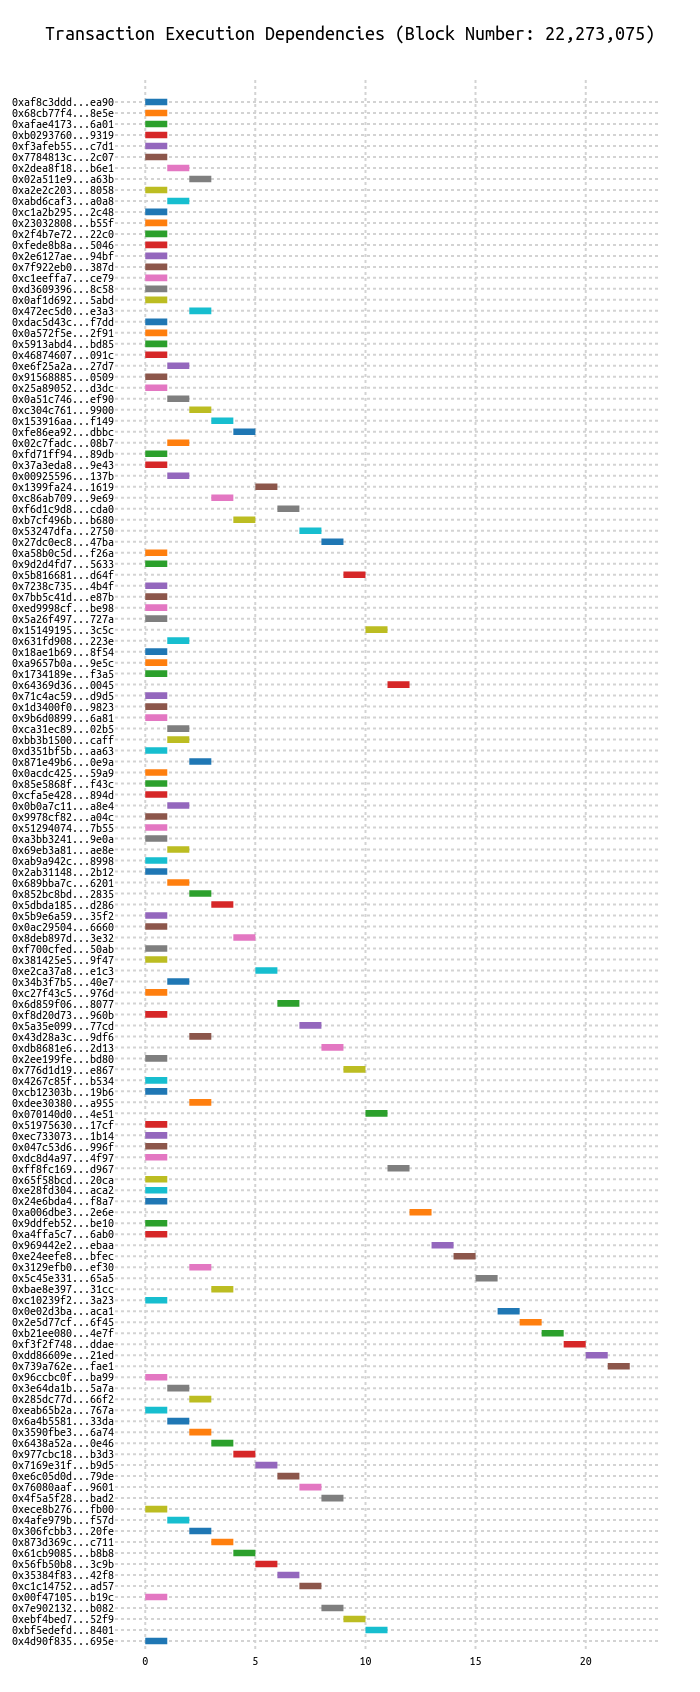 Transaction Execution Dependencies (Block Number: 22,273,075)
0xaf8c3ddd...ea90
0x68cb77f4...8e5e
0xafae4173...6a01
0xb0293760...9319
0xf3afeb55...c7d1
0x7784813c...2c07
0x2dea8f18...b6e1
0x02a511e9...a63b
0xa2e2c203...8058
0xabd6caf3...a0a8
0xc1a2b295...2c48
0x23032808...b55f
0x2f4b7e72...22c0
0xfede8b8a...5046
0x2e6127ae...94bf
0x7f922eb0...387d
0xc1eeffa7...ce79
0xd3609396...8c58
0x0af1d692...5abd
0x472ec5d0...e3a3
0xdac5d43c...f7dd
0x0a572f5e...2f91
0x5913abd4...bd85
0x46874607...091c
0xe6f25a2a...27d7
0x91568885...0509
0x25a89052...d3dc
0x0a51c746...ef90
0xc304c761...9900
0x153916aa...f149
0xfe86ea92...dbbc
0x02c7fadc...08b7
0xfd71ff94...89db
0x37a3eda8...9e43
0x00925596...137b
0x1399fa24...1619
0xc86ab709...9e69
0xf6d1c9d8...cda0
0xb7cf496b...b680
0x53247dfa...2750
0x27dc0ec8...47ba
0xa58b0c5d...f26a
0x9d2d4fd7...5633
0x5b816681...d64f
0x7238c735...4b4f
0x7bb5c41d...e87b
0xed9998cf...be98
0x5a26f497...727a
0x15149195...3c5c
0x631fd908...223e
0x18ae1b69...8f54
0xa9657b0a...9e5c
0x1734189e...f3a5
0x64369d36...0045
0x71c4ac59...d9d5
0x1d3400f0...9823
0x9b6d0899...6a81
0xca31ec89...02b5
0xbb3b1500...caff
0xd351bf5b...aa63
0x871e49b6...0e9a
0x0acdc425...59a9
0x85e5868f...f43c
0xcfa5e428...894d
0x0b0a7c11...a8e4
0x9978cf82...a04c
0x51294074...7b55
0xa3bb3241...9e0a
0x69eb3a81...ae8e
0xab9a942c...8998
0x2ab31148...2b12
0x689bba7c...6201
0x852bc8bd...2835
0x5dbda185...d286
0x5b9e6a59...35f2
0x0ac29504...6660
0x8deb897d...3e32
0xf700cfed...50ab
0x381425e5...9f47
0xe2ca37a8...e1c3
0x34b3f7b5...40e7
0xc27f43c5...976d
0x6d859f06...8077
0xf8d20d73...960b
0x5a35e099...77cd
0x43d28a3c...9df6
0xdb8681e6...2d13
0x2ee199fe...bd80
0x776d1d19...e867
0x4267c85f...b534
0xcb12303b...19b6
0xdee30380...a955
0x070140d0...4e51
0x51975630...17cf
0xec733073...1b14
0x047c53d6...996f
0xdc8d4a97...4f97
0xff8fc169...d967
0x65f58bcd...20ca
0xe28fd304...aca2
0x24e6bda4...f8a7
0xa006dbe3...2e6e
0x9ddfeb52...be10
0xa4ffa5c7...6ab0
0x969442e2...ebaa
0xe24eefe8...bfec
0x3129efb0...ef30
0x5c45e331...65a5
0xbae8e397...31cc
0xc10239f2...3a23
0x0e02d3ba...aca1
0x2e5d77cf...6f45
0xb21ee080...4e7f
0xf3f2f748...ddae
0xdd86609e...21ed
0x739a762e...fae1
0x96ccbc0f...ba99
0x3e64da1b...5a7a
0x285dc77d...66f2
0xeab65b2a...767a
0x6a4b5581...33da
0x3590fbe3...6a74
0x6438a52a...0e46
0x977cbc18...b3d3
0x7169e31f...b9d5
0xe6c05d0d...79de
0x76080aaf...9601
0x4f5a5f28...bad2
0xece8b276...fb00
0x4afe979b...f57d
0x306fcbb3...20fe
0x873d369c...c711
0x61cb9085...b8b8
0x56fb50b8...3c9b
0x35384f83...42f8
0xc1c14752...ad57
0x00f47105...b19c
0x7e902132...b082
0xebf4bed7...52f9
0xbf5edefd...8401
0x4d90f835...695e
0 5 10 15 20